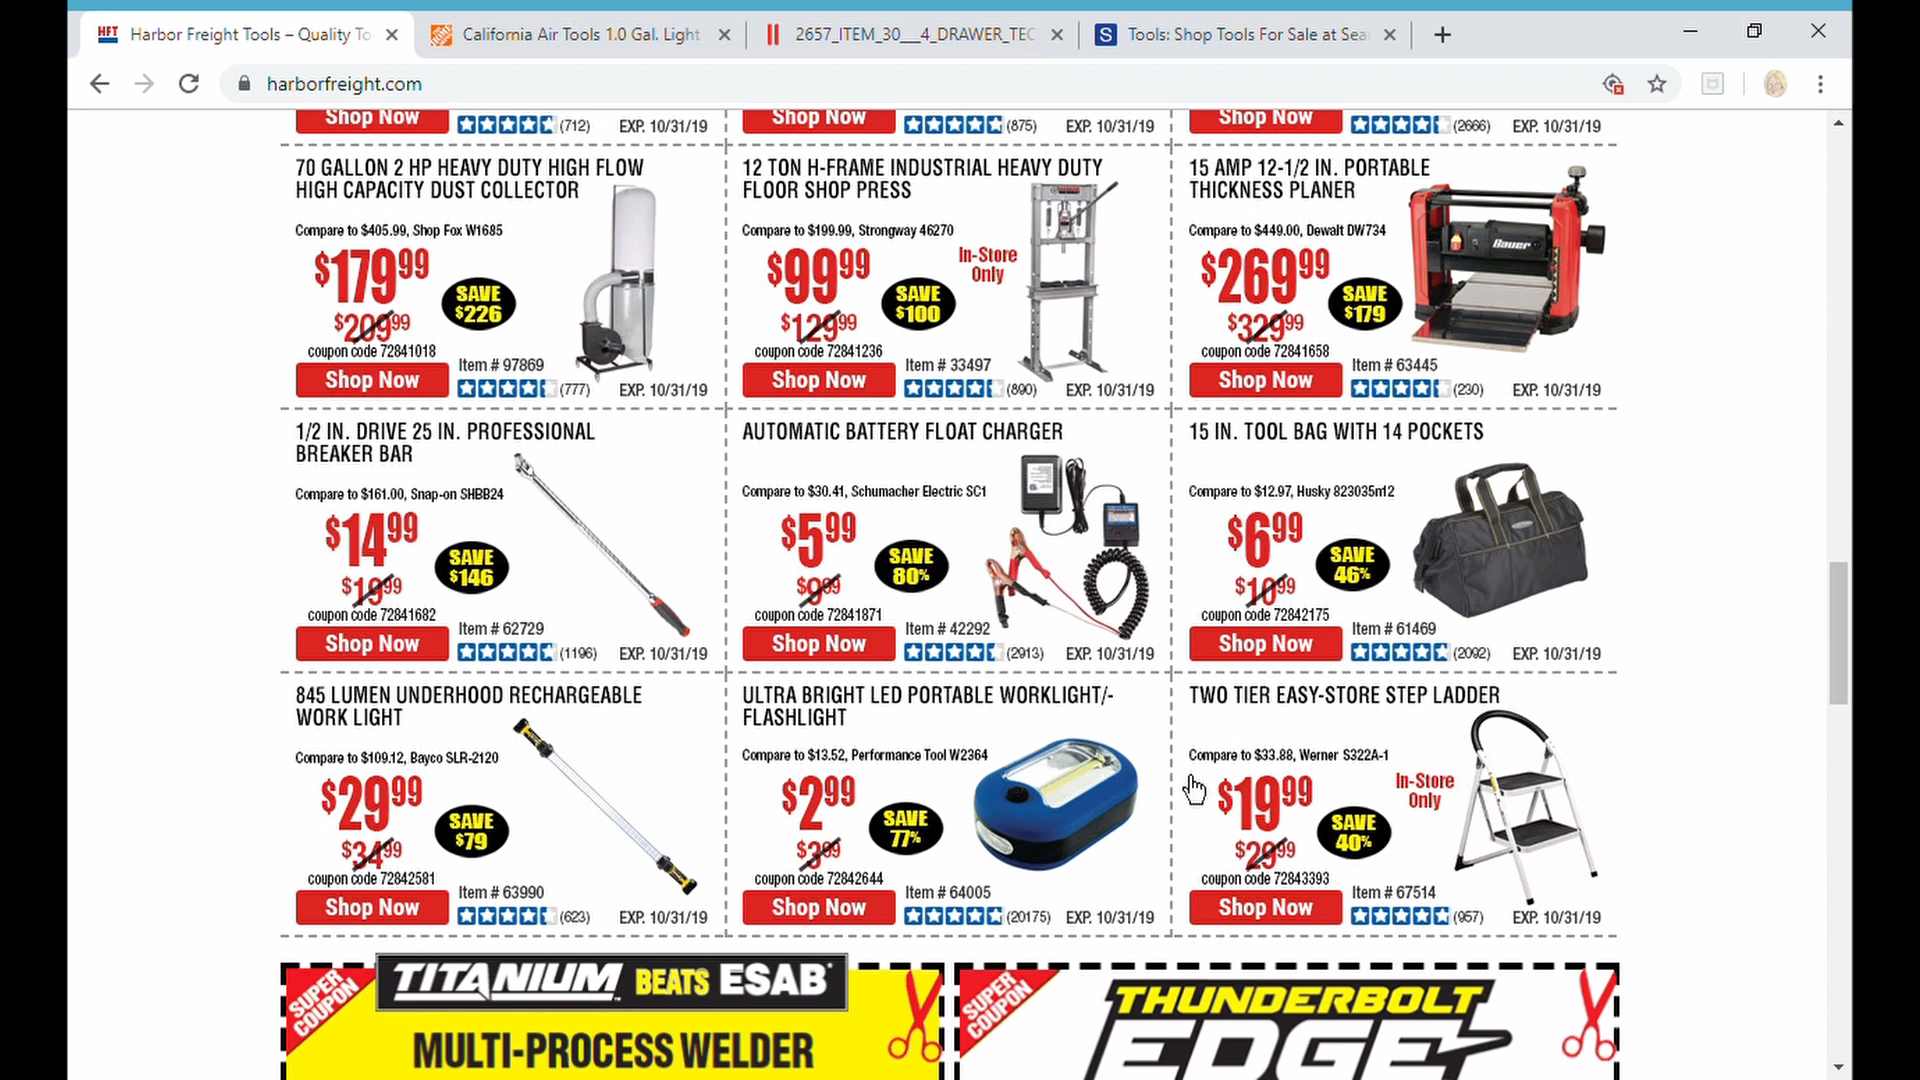 HFT Harbor Freight Tools – Quality To
California Air Tools 1.0 Gal. Light
2657_ITEM_30___4_DRAWER_TEC
S Tools: Shop Tools For Sale at Sear
harborfreight.com
Shop Now (712) EXP. 10/31/19
Shop Now (875) EXP. 10/31/19
Shop Now (2666) EXP. 10/31/19
70 GALLON 2 HP HEAVY DUTY HIGH FLOW
HIGH CAPACITY DUST COLLECTOR
Compare to $405.99, Shop Fox W1685
$179.99
SAVE
$226
$209.99
coupon code 72841018
Item # 97869
Shop Now (777) EXP. 10/31/19
12 TON H-FRAME INDUSTRIAL HEAVY DUTY
FLOOR SHOP PRESS
Compare to $199.99, Strongway 46270
In-Store
Only
$99.99
SAVE
$100
$129.99
coupon code 72841236
Item # 33497
Shop Now (890) EXP. 10/31/19
15 AMP 12-1/2 IN. PORTABLE
THICKNESS PLANER
Compare to $449.00, Dewalt DW734
Bauer
$269.99
SAVE
$179
$329.99
coupon code 72841658
Item # 63445
Shop Now (230) EXP. 10/31/19
1/2 IN. DRIVE 25 IN. PROFESSIONAL
BREAKER BAR
Compare to $161.00, Snap-on SHBB24
$14.99
SAVE
$146
$19.99
coupon code 72841682
Item # 62729
Shop Now (1196) EXP. 10/31/19
AUTOMATIC BATTERY FLOAT CHARGER
Compare to $30.41, Schumacher Electric SC1
$5.99
SAVE
80%
$9.99
coupon code 72841871
Item # 42292
Shop Now (2913) EXP. 10/31/19
15 IN. TOOL BAG WITH 14 POCKETS
Compare to $12.97, Husky 823035m12
$6.99
SAVE
46%
$10.99
coupon code 72842175
Item # 61469
Shop Now (2092) EXP. 10/31/19
845 LUMEN UNDERHOOD RECHARGEABLE
WORK LIGHT
Compare to $109.12, Bayco SLR-2120
$29.99
SAVE
$79
$34.99
coupon code 72842581
Item # 63990
Shop Now (623) EXP. 10/31/19
ULTRA BRIGHT LED PORTABLE WORKLIGHT/-
FLASHLIGHT
Compare to $13.52, Performance Tool W2364
$2.99
SAVE
77%
$3.99
coupon code 72842644
Item # 64005
Shop Now (20175) EXP. 10/31/19
TWO TIER EASY-STORE STEP LADDER
Compare to $33.88, Werner S322A-1
In-Store
Only
$19.99
SAVE
40%
$29.99
coupon code 72843393
Item # 67514
Shop Now (957) EXP. 10/31/19
SUPER
COUPON
TITANIUM BEATS ESAB
MULTI-PROCESS WELDER
SUPER
COUPON
THUNDERBOLT
EDGE